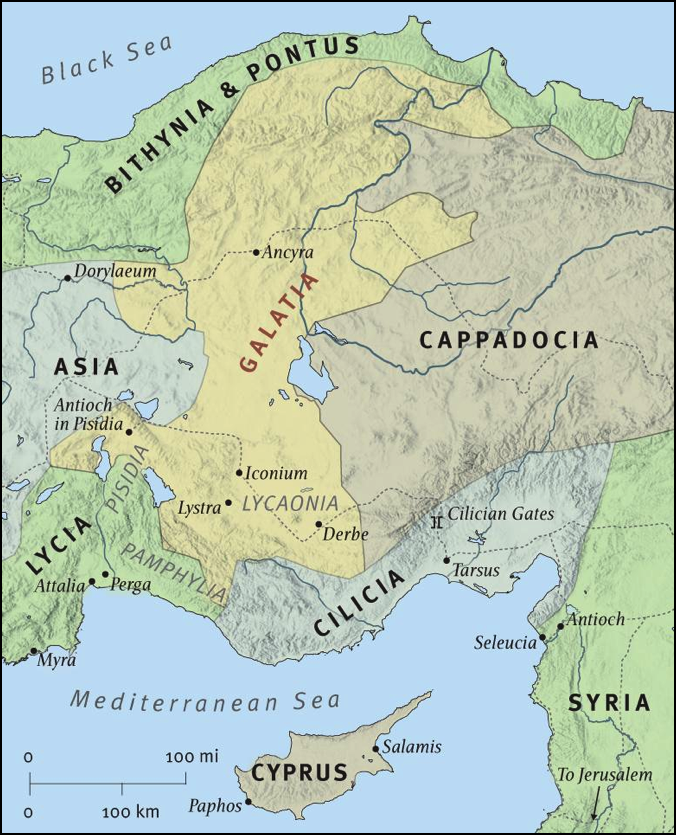 Black Sea
BITHYNIA & PONTUS
Ancyra
Dorylaeum
GALATIA
CAPPADOCIA
ASIA
Antioch
in Pisidia
PISIDIA
Iconium
Lystra
LYCAONIA
Derbe
Cilician Gates
LYCIA
PAMPHYLIA
Attalia
Perga
CILICIA
Tarsus
Antioch
Seleucia
Myra
Mediterranean Sea
SYRIA
Salamis
CYPRUS
Paphos
To Jerusalem
0 100 mi
0 100 km